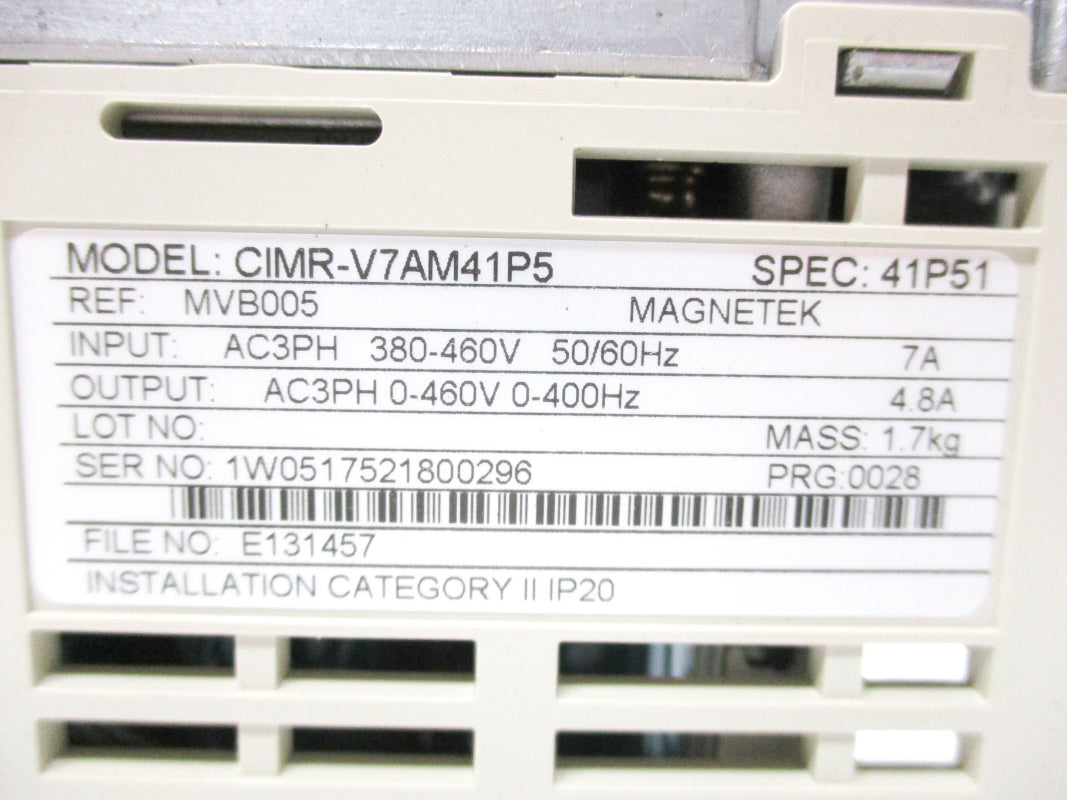 MODEL: CIMR-V7AM41P5 SPEC: 41P51
REF: MVB005 MAGNETEK
INPUT: AC3PH 380-460V 50/60Hz 7A
OUTPUT: AC3PH 0-460V 0-400Hz 4.8A
LOT NO: MASS: 1.7kg
SER NO: 1W0517521800296 PRG:0028
FILE NO: E131457
INSTALLATION CATEGORY II IP20